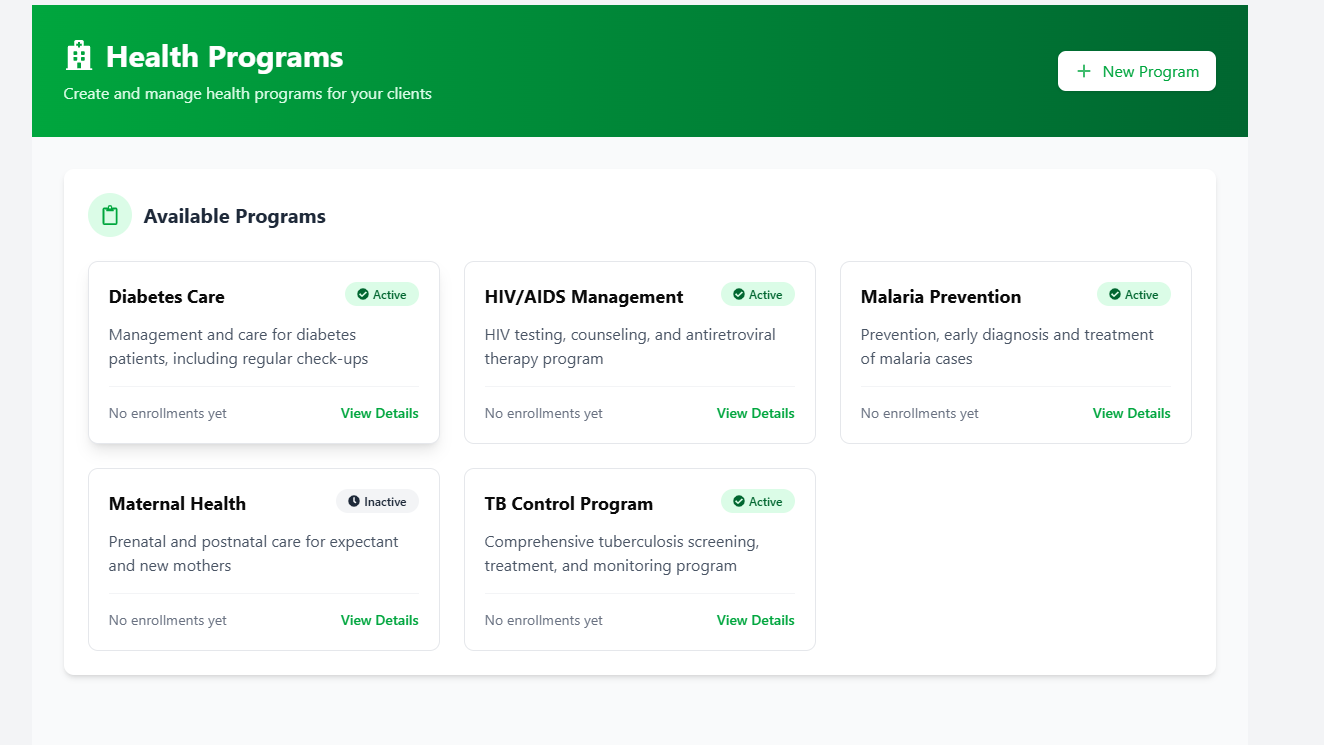 Health Programs
Create and manage health programs for your clients
New Program
Available Programs
Diabetes Care
Active
Management and care for diabetes
patients, including regular check-ups
No enrollments yet
View Details
HIV/AIDS Management
Active
HIV testing, counseling, and antiretroviral
therapy program
No enrollments yet
View Details
Malaria Prevention
Active
Prevention, early diagnosis and treatment
of malaria cases
No enrollments yet
View Details
Maternal Health
Inactive
Prenatal and postnatal care for expectant
and new mothers
No enrollments yet
View Details
TB Control Program
Active
Comprehensive tuberculosis screening,
treatment, and monitoring program
No enrollments yet
View Details